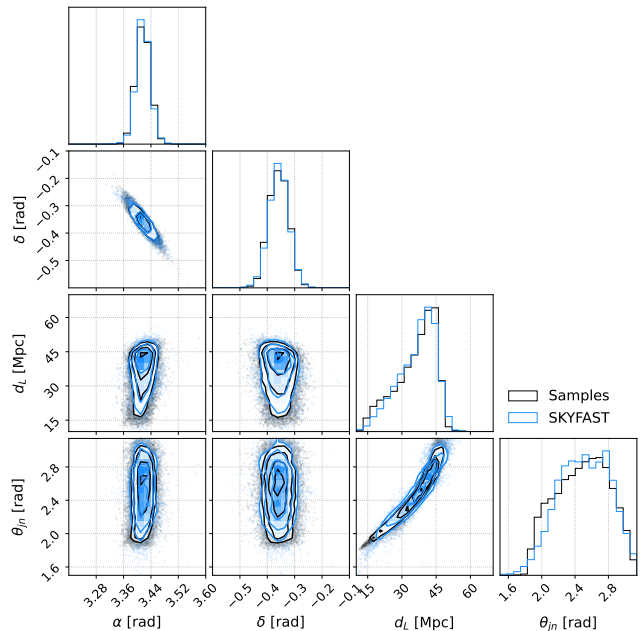 −0.1
−0.2
−0.3
−0.4
−0.5
δ [rad]
60
45
30
15
d_L [Mpc]
Samples
SKYFAST
2.8
2.4
2.0
1.6
θ_jn [rad]
3.28 3.36 3.44 3.52 3.60
−0.5 −0.4 −0.3 −0.2 −0.1
15 30 45 60
1.6 2.0 2.4 2.8
α [rad] δ [rad] d_L [Mpc] θ_jn [rad]